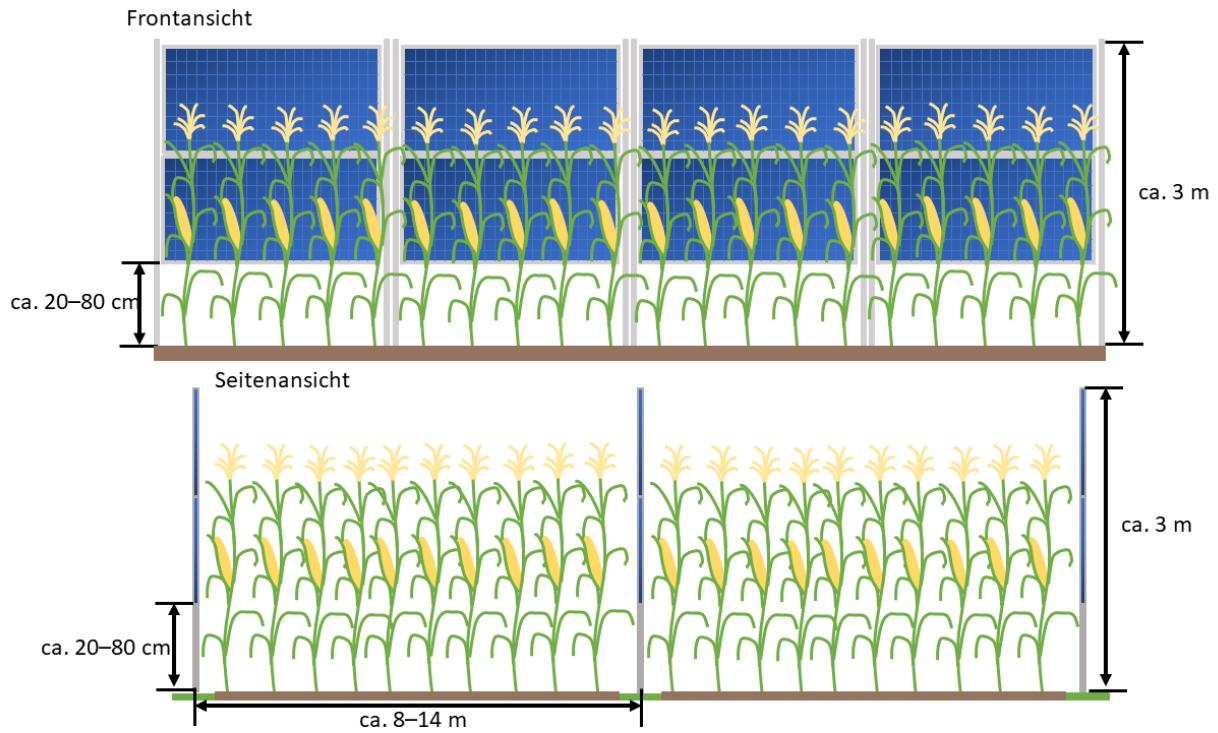 Frontansicht
ca. 3 m
ca. 20–80 cm
Seitenansicht
ca. 3 m
ca. 20–80 cm
ca. 8–14 m